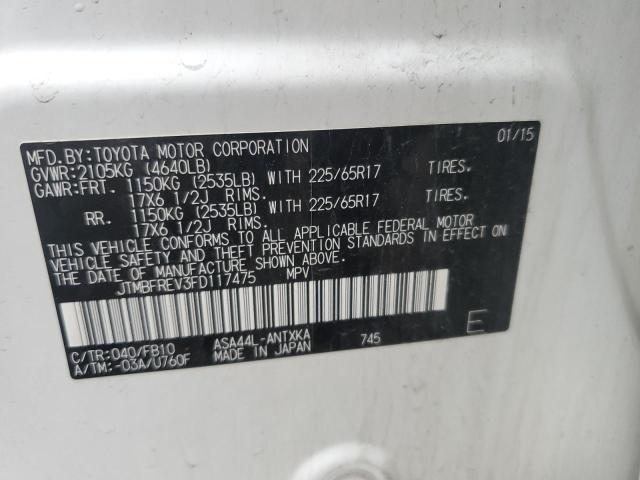 MFD.BY:TOYOTA MOTOR CORPORATION 01/15
GVWR:2105KG (4640LB)
GAWR:FRT. 1150KG (2535LB) WITH 225/65R17 TIRES.
17X6 1/2J RIMS.
RR. 1150KG (2535LB) WITH 225/65R17 TIRES.
17X6 1/2J RIMS.
THIS VEHICLE CONFORMS TO ALL APPLICABLE FEDERAL MOTOR
VEHICLE SAFETY AND THEFT PREVENTION STANDARDS IN EFFECT ON
THE DATE OF MANUFACTURE SHOWN ABOVE.
JTMBFREV3FD117475 MPV
C/TR:040/FB10 ASA44L-ANTXKA 745 E
A/TM:-03A/U760F MADE IN JAPAN